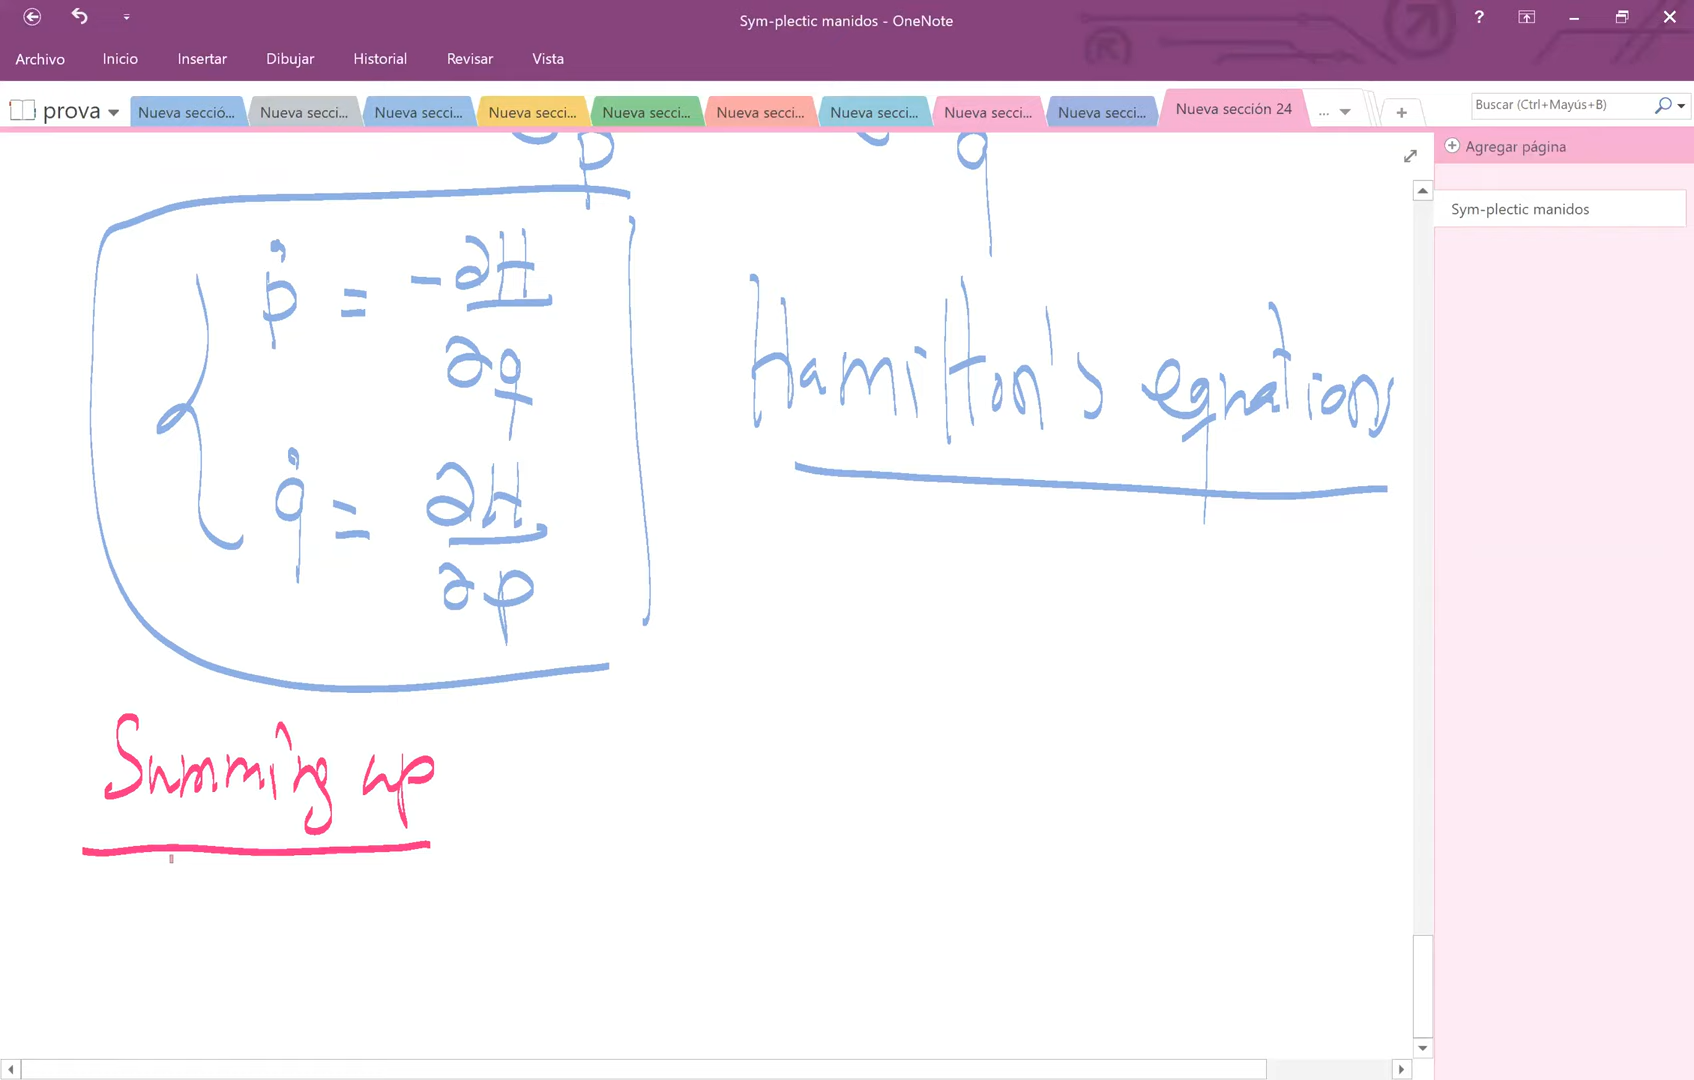 Sym-plectic manidos - OneNote
?
Archivo Inicio Insertar Dibujar Historial Revisar Vista
prova Nueva secció... Nueva secci... Nueva secci... Nueva secci... Nueva secci... Nueva secci... Nueva secci... Nueva secci... Nueva secci... Nueva sección 24 ... + Buscar (Ctrl+Mayús+B)
Agregar página
Sym-plectic manidos
p q
ṗ = -∂H/∂q
Hamilton's equations
q̇ = ∂H/∂p
Summing up